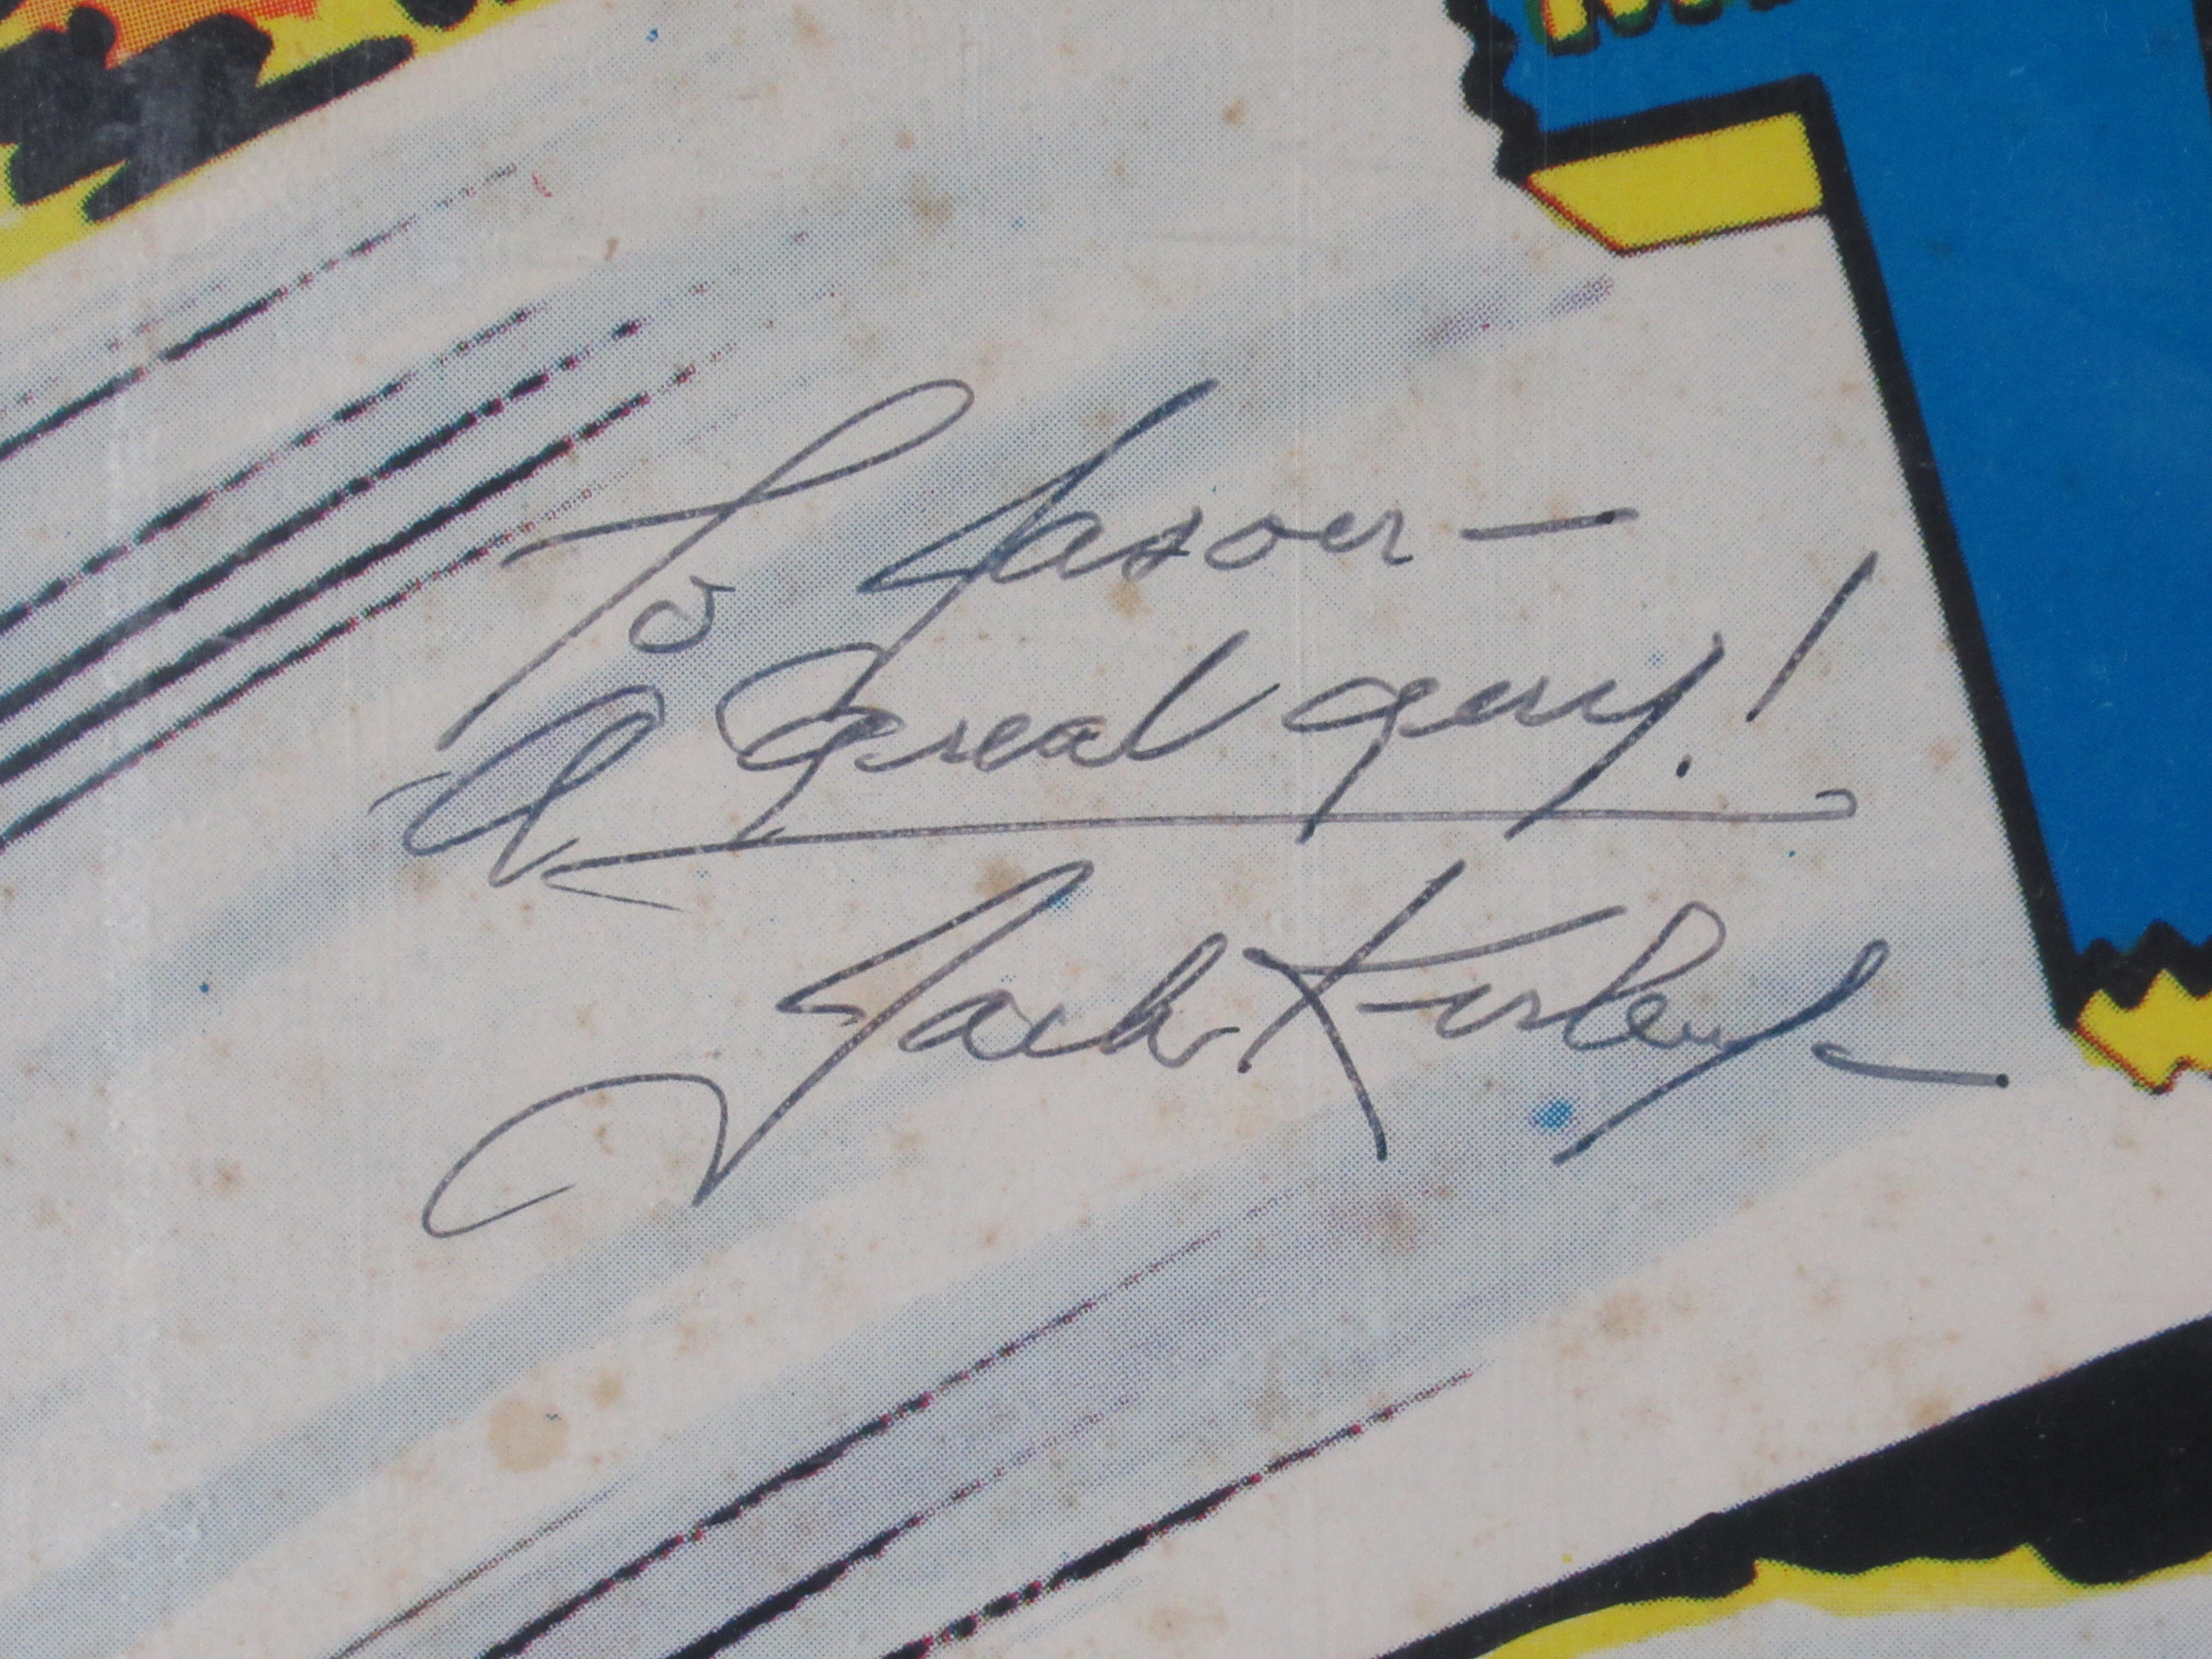 To Jason —
A Great guy!
Jack Kirby